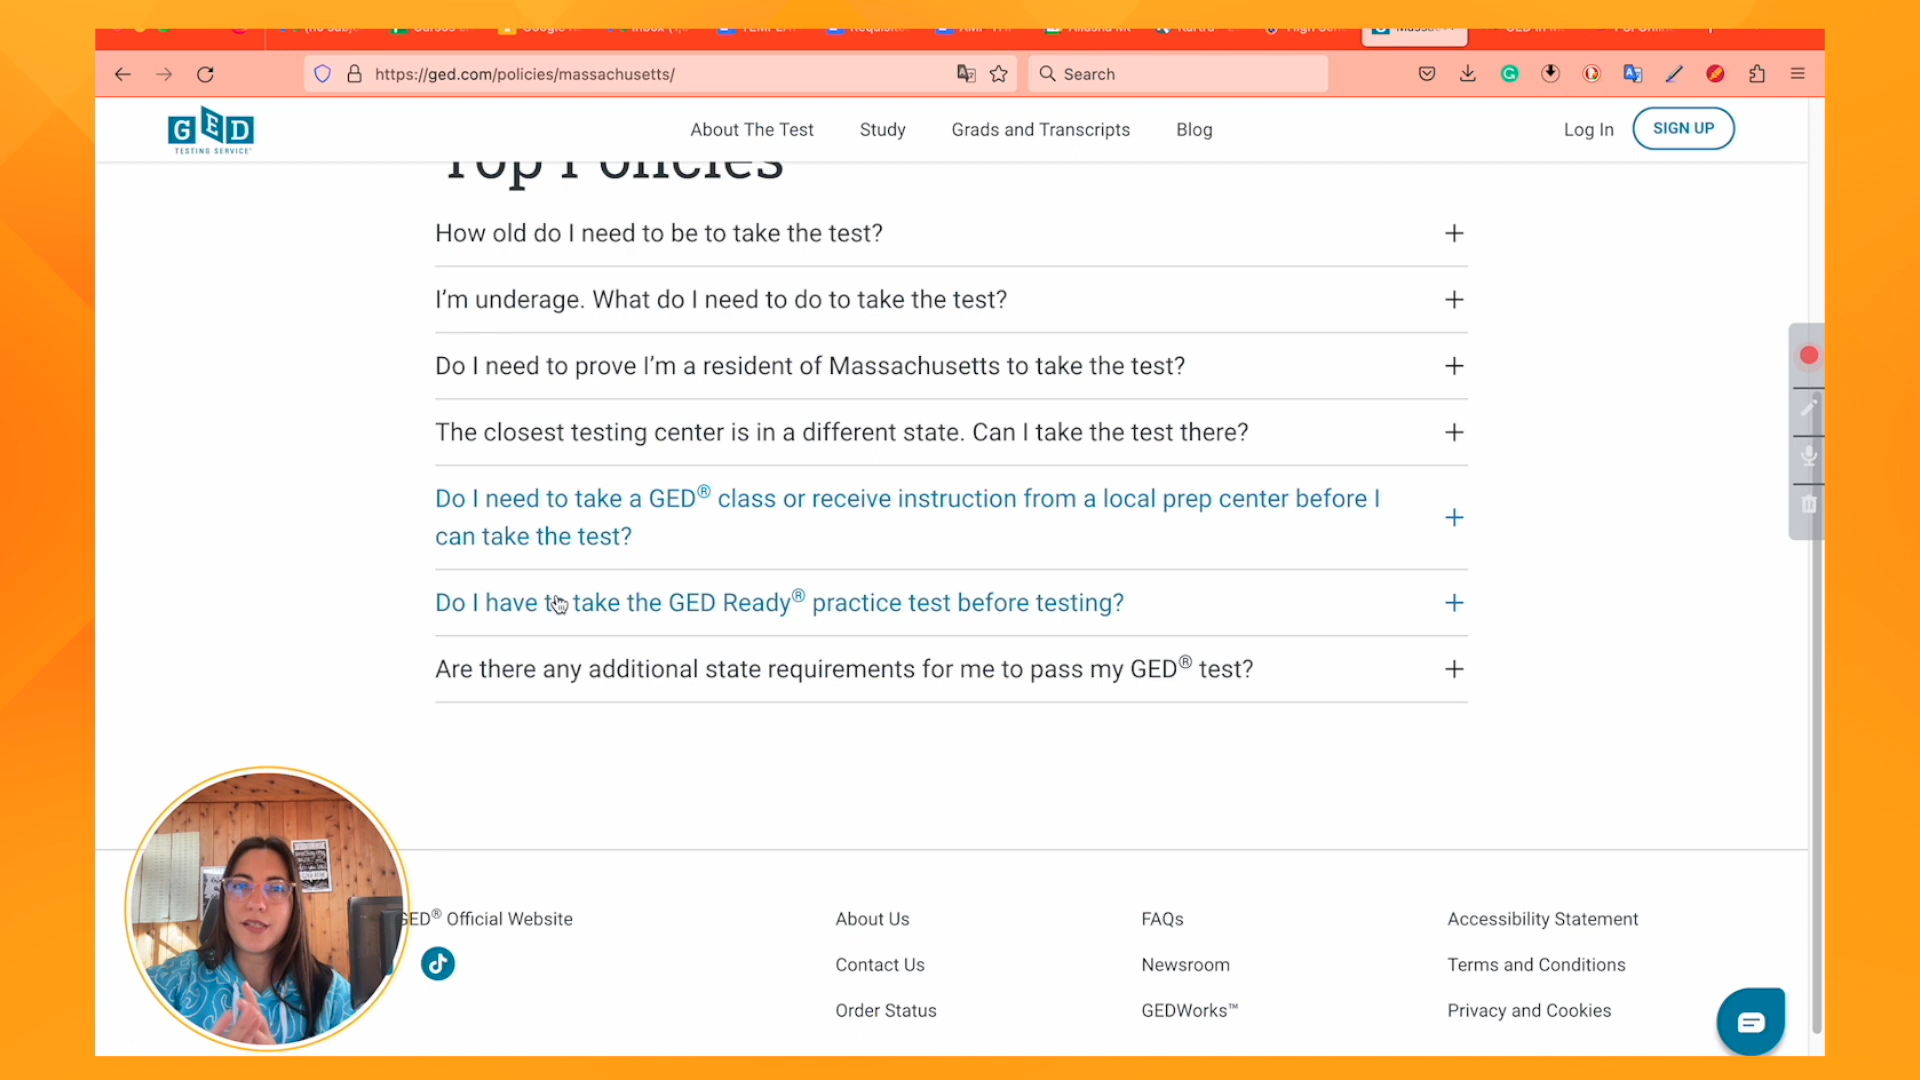 https://ged.com/policies/massachusetts/
Search
GED
TESTING SERVICE
About The Test
Study
Grads and Transcripts
Blog
Log In
SIGN UP
Top Policies
How old do I need to be to take the test?
I’m underage. What do I need to do to take the test?
Do I need to prove I’m a resident of Massachusetts to take the test?
The closest testing center is in a different state. Can I take the test there?
Do I need to take a GED® class or receive instruction from a local prep center before I
can take the test?
Do I have to take the GED Ready® practice test before testing?
Are there any additional state requirements for me to pass my GED® test?
GED® Official Website
About Us
FAQs
Accessibility Statement
Contact Us
Newsroom
Terms and Conditions
Order Status
GEDWorks™
Privacy and Cookies